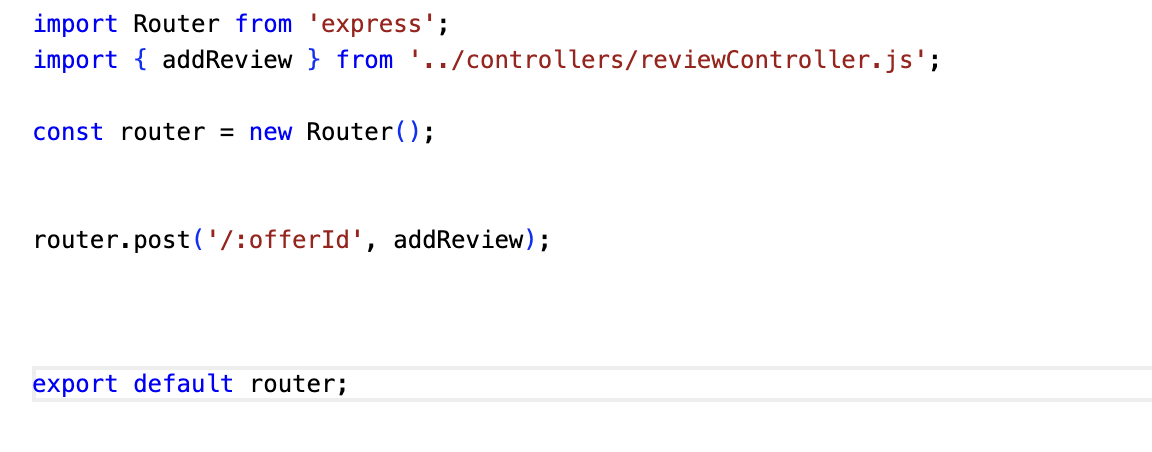 import Router from 'express';
import { addReview } from '../controllers/reviewController.js';
const router = new Router();
router.post('/:offerId', addReview);
export default router;